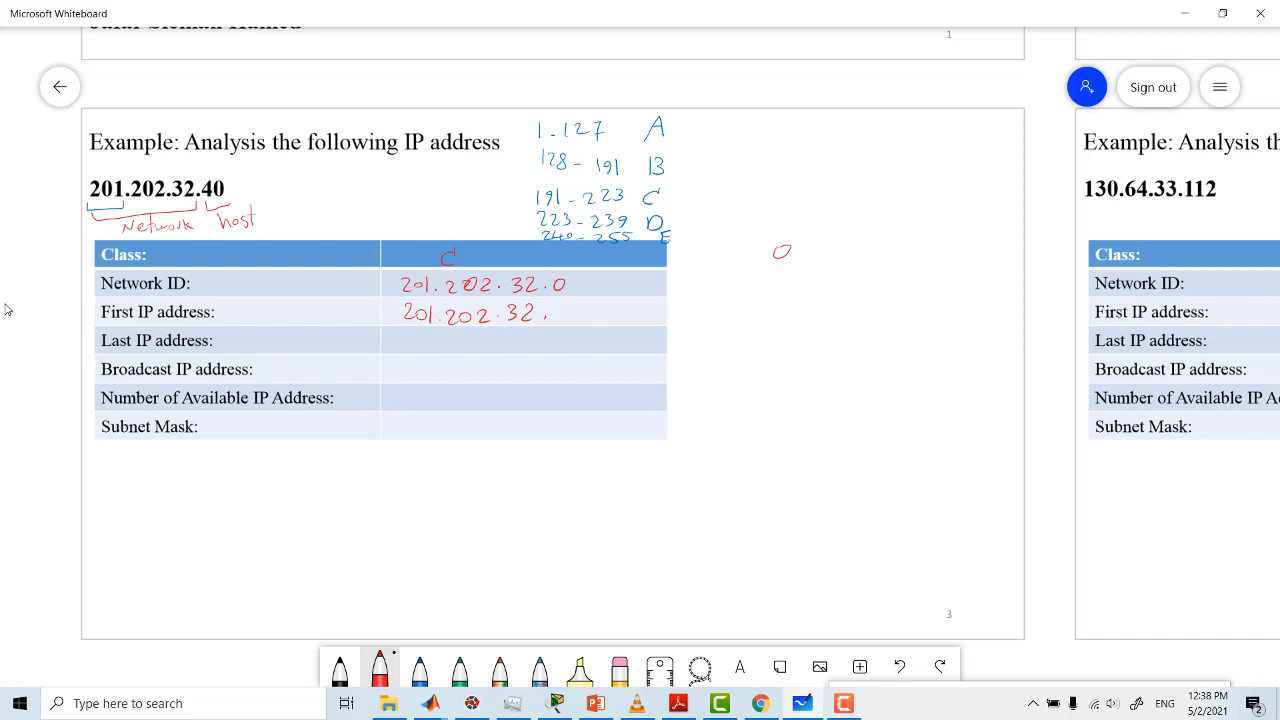 Microsoft Whiteboard
1
Sign out
Example: Analysis the following IP address
201.202.32.40
Network host
1-127 A
128-191 B
191-223 C
223-239 D
240-255 E
Class: C
Network ID: 201.202.32.0
First IP address: 201.202.32.
Last IP address:
Broadcast IP address:
Number of Available IP Address:
Subnet Mask:
0
3
Example: Analysis th
130.64.33.112
Class:
Network ID:
First IP address:
Last IP address:
Broadcast IP address:
Number of Available IP A
Subnet Mask:
A
Type here to search
ENG
12:38 PM
5/2/2021
2